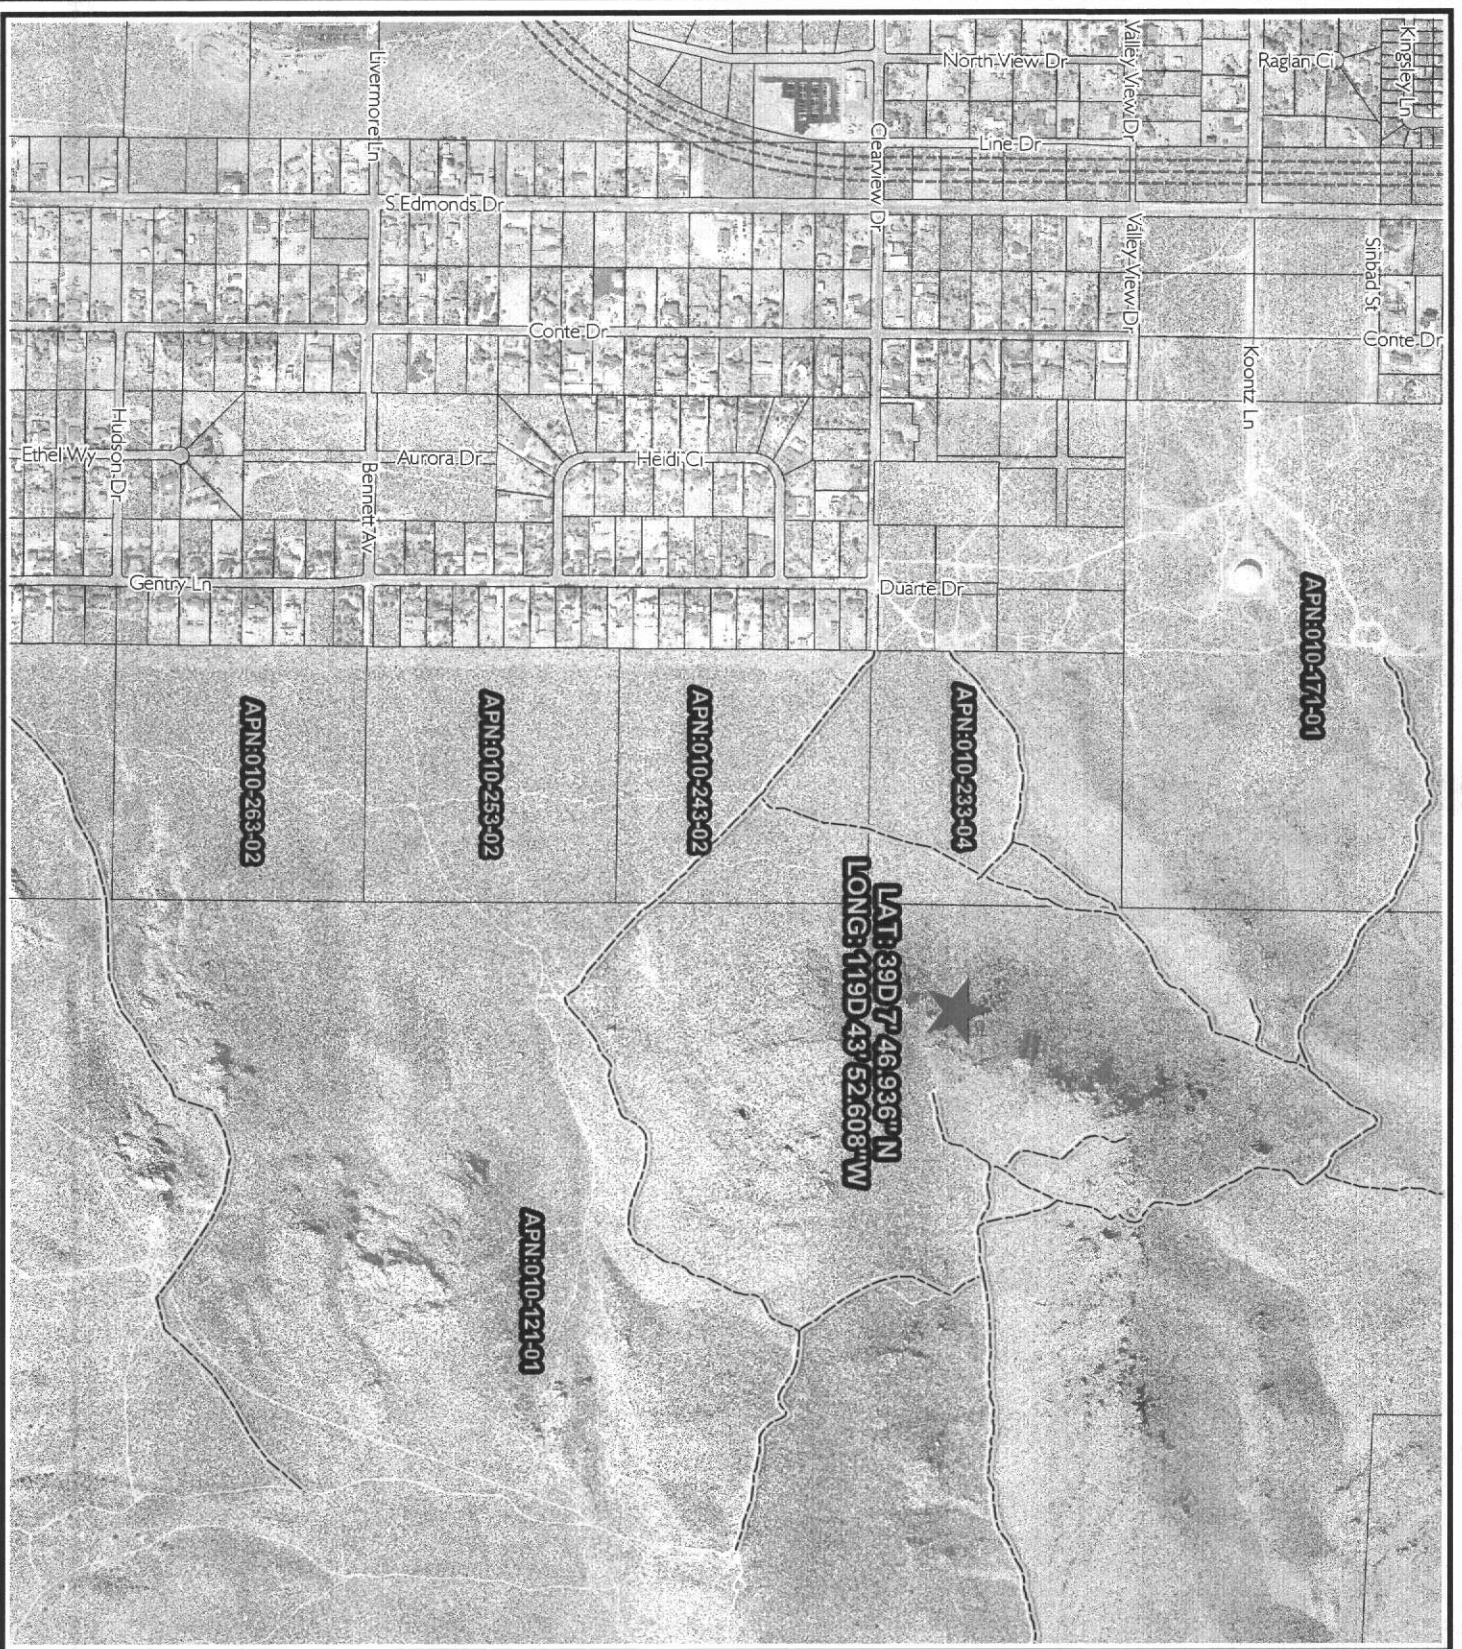 Kingsley Ln
Raglan Ci
Valley View Dr
North View Dr
Livermore Ln
Line Dr
Clearview Dr
S Edmonds Dr
Valley View Dr
Sinbad St
Conte Dr
Conte Dr
Koontz Ln
Hudson Dr
Ethel Wy
Aurora Dr
Heidi Ci
Bennett Av
Gentry Ln
Duarte Dr
APN:010-171-01
APN:010-263-02
APN:010-253-02
APN:010-243-02
APN:010-233-04
LAT: 39D 7' 46.936" N
LONG: 119D 43' 52.608" W
APN:010-121-01